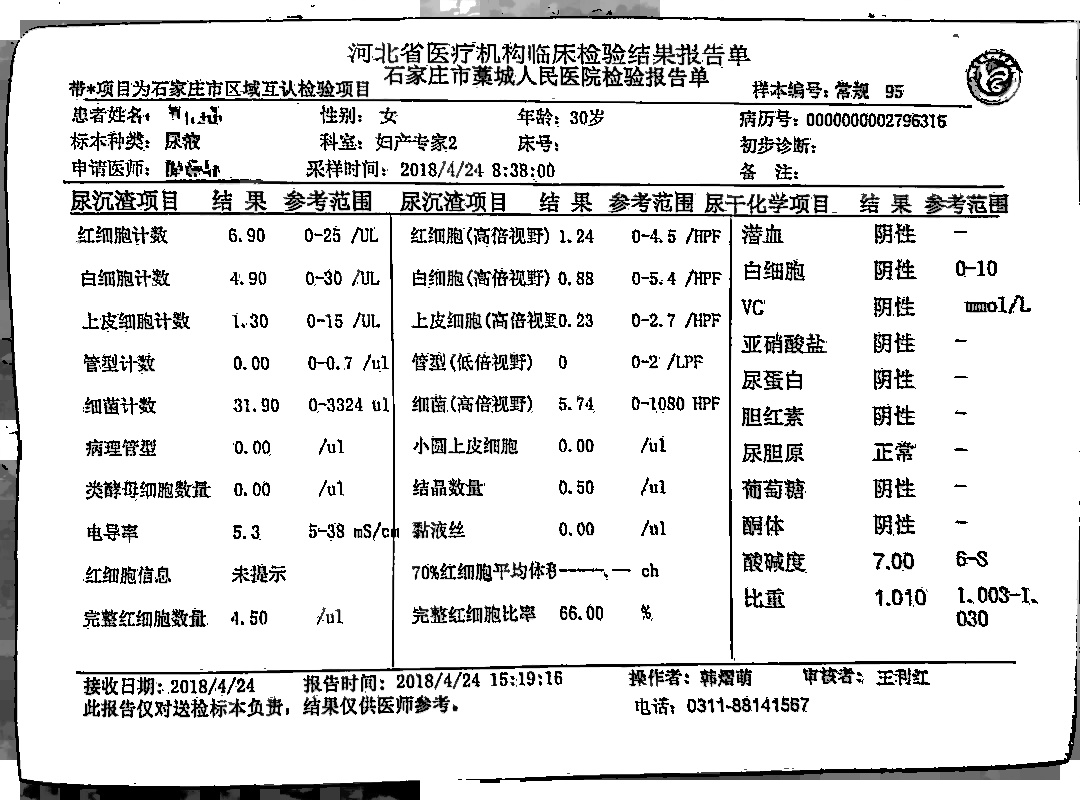 河北省医疗机构临床检验结果报告单
石家庄市藁城人民医院检验报告单
带*项目为石家庄市区域互认检验项目 样本编号: 常规 95
患者姓名: 性别: 女 年龄: 30岁 病历号: 0000000002796316
标本种类: 尿液 科室: 妇产专家2 床号: 初步诊断:
申请医师: 采样时间: 2018/4/24 8:38:00 备 注:
尿沉渣项目 结 果 参考范围 尿沉渣项目 结 果 参考范围 尿干化学项目 结 果 参考范围
红细胞计数 6.90 0-25 /UL 红细胞(高倍视野) 1.24 0-4.5 /HPF 潜血 阴性 -
白细胞计数 4.90 0-30 /UL 白细胞(高倍视野) 0.88 0-5.4 /HPF 白细胞 阴性 0-10
上皮细胞计数 1.30 0-15 /UL 上皮细胞(高倍视野 0.23 0-2.7 /HPF VC 阴性 mmol/L
管型计数 0.00 0-0.7 /ul 管型(低倍视野) 0 0-2 /LPF 亚硝酸盐 阴性 -
细菌计数 31.90 0-3324 ul 细菌(高倍视野) 5.74 0-1080 HPF 尿蛋白 阴性 -
病理管型 0.00 /ul 小圆上皮细胞 0.00 /ul 胆红素 阴性 -
类酵母细胞数量 0.00 /ul 结晶数量 0.50 /ul 尿胆原 正常 -
电导率 5.3 5-38 mS/cm 黏液丝 0.00 /ul 葡萄糖 阴性 -
红细胞信息 未提示 70%红细胞平均体积 ch 酮体 阴性 -
完整红细胞数量 4.50 /ul 完整红细胞比率 66.00 % 酸碱度 7.00 6-8
比重 1.010 1.003-1.
030
接收日期: 2018/4/24 报告时间: 2018/4/24 15:19:16 操作者: 韩熠萌 审核者: 王利红
此报告仅对送检标本负责，结果仅供医师参考。 电话: 0311-88141567